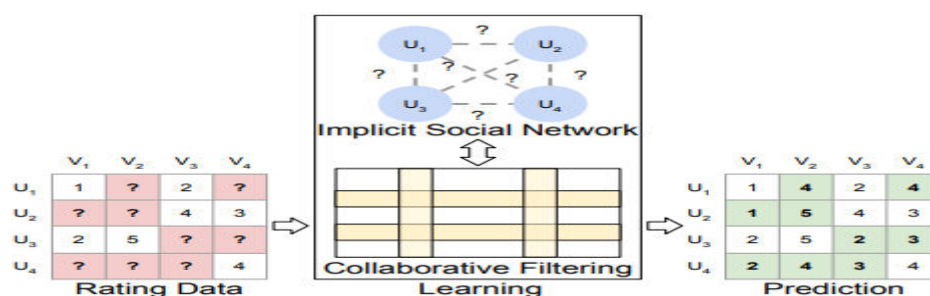 ?
U1 U2
? ?
? ?
U3 U4
?
Implicit Social Network
V1 V2 V3 V4
U1 1 ? 2 ?
U2 ? ? 4 3
U3 2 5 ? ?
U4 ? ? ? 4
Rating Data
Collaborative Filtering
Learning
V1 V2 V3 V4
U1 1 4 2 4
U2 1 5 4 3
U3 2 5 2 3
U4 2 4 3 4
Prediction